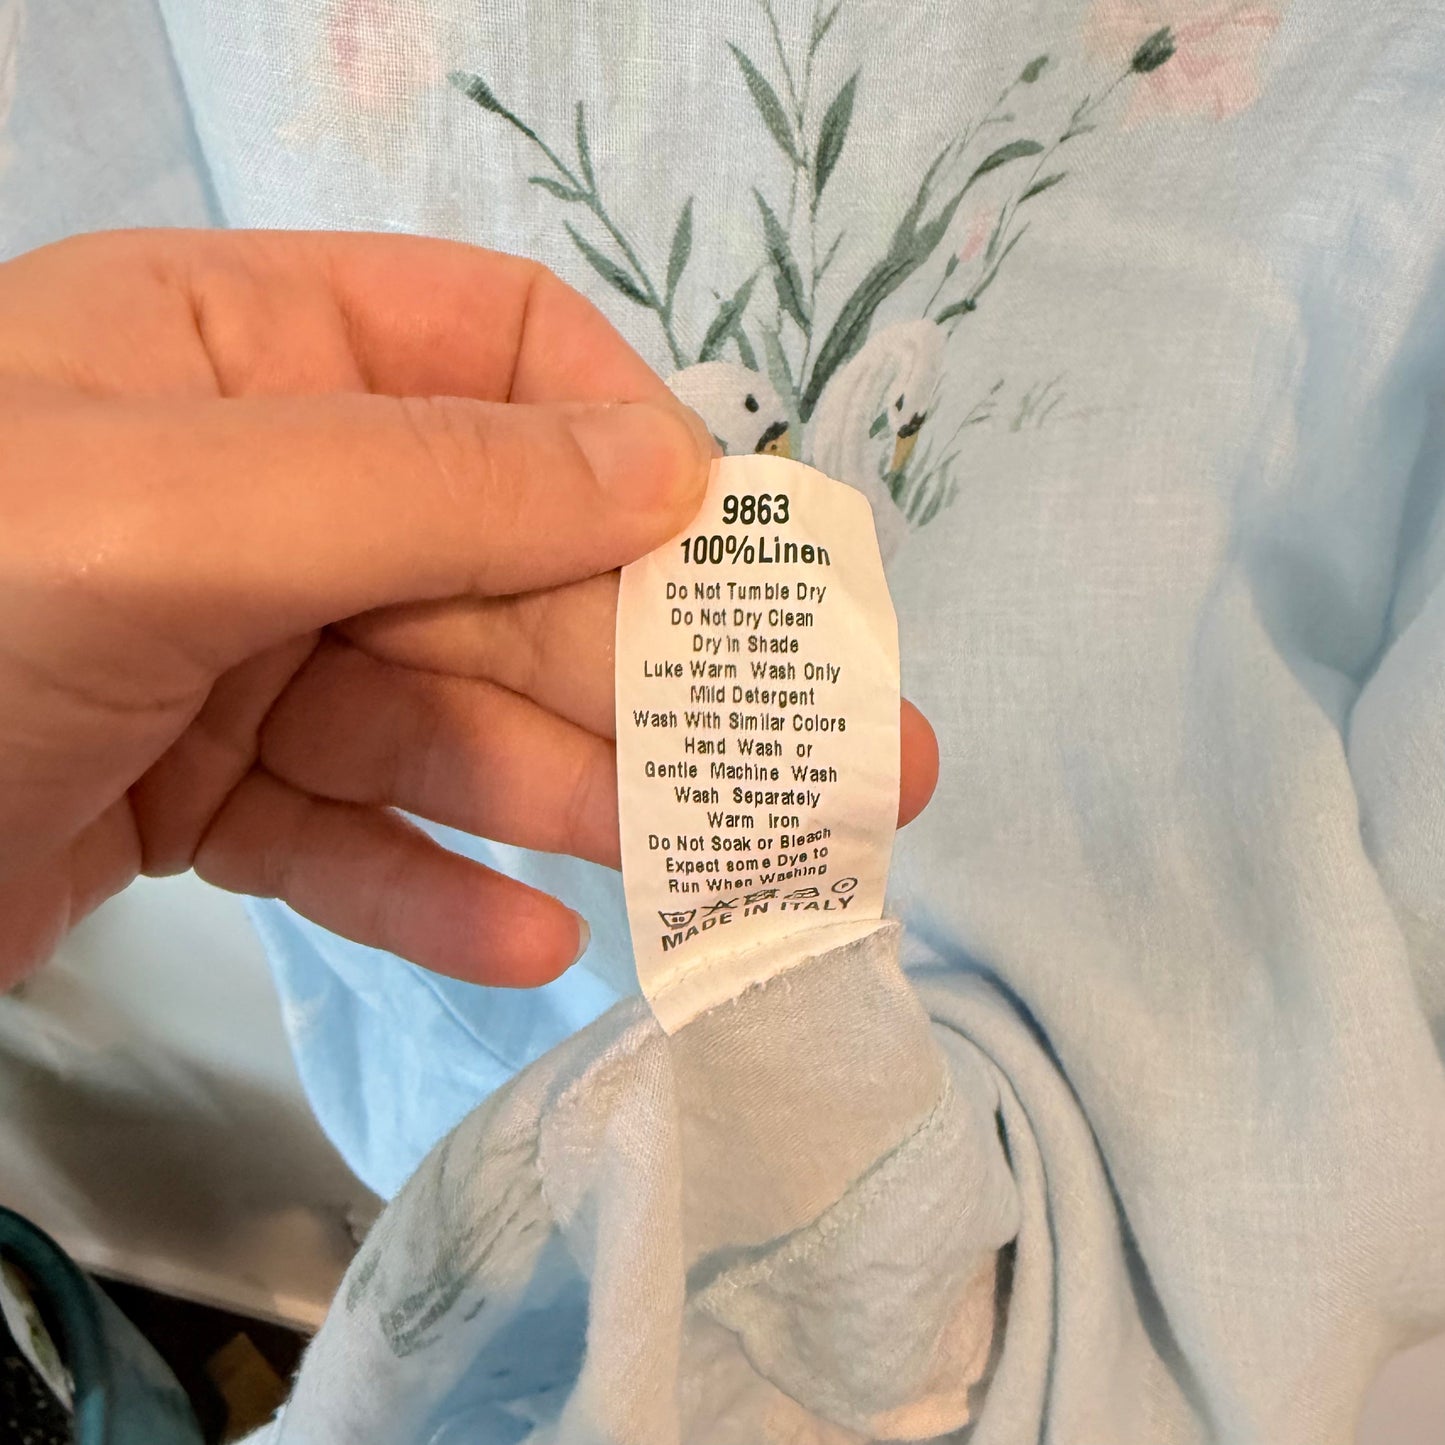 9863
100%Linen
Do Not Tumble Dry
Do Not Dry Clean
Dry in Shade
Luke Warm Wash Only
Mild Detergent
Wash With Similar Colors
Hand Wash or
Gentle Machine Wash
Wash Separately
Warm Iron
Do Not Soak or Bleach
Expect some Dye to
Run When Washing
MADE IN ITALY